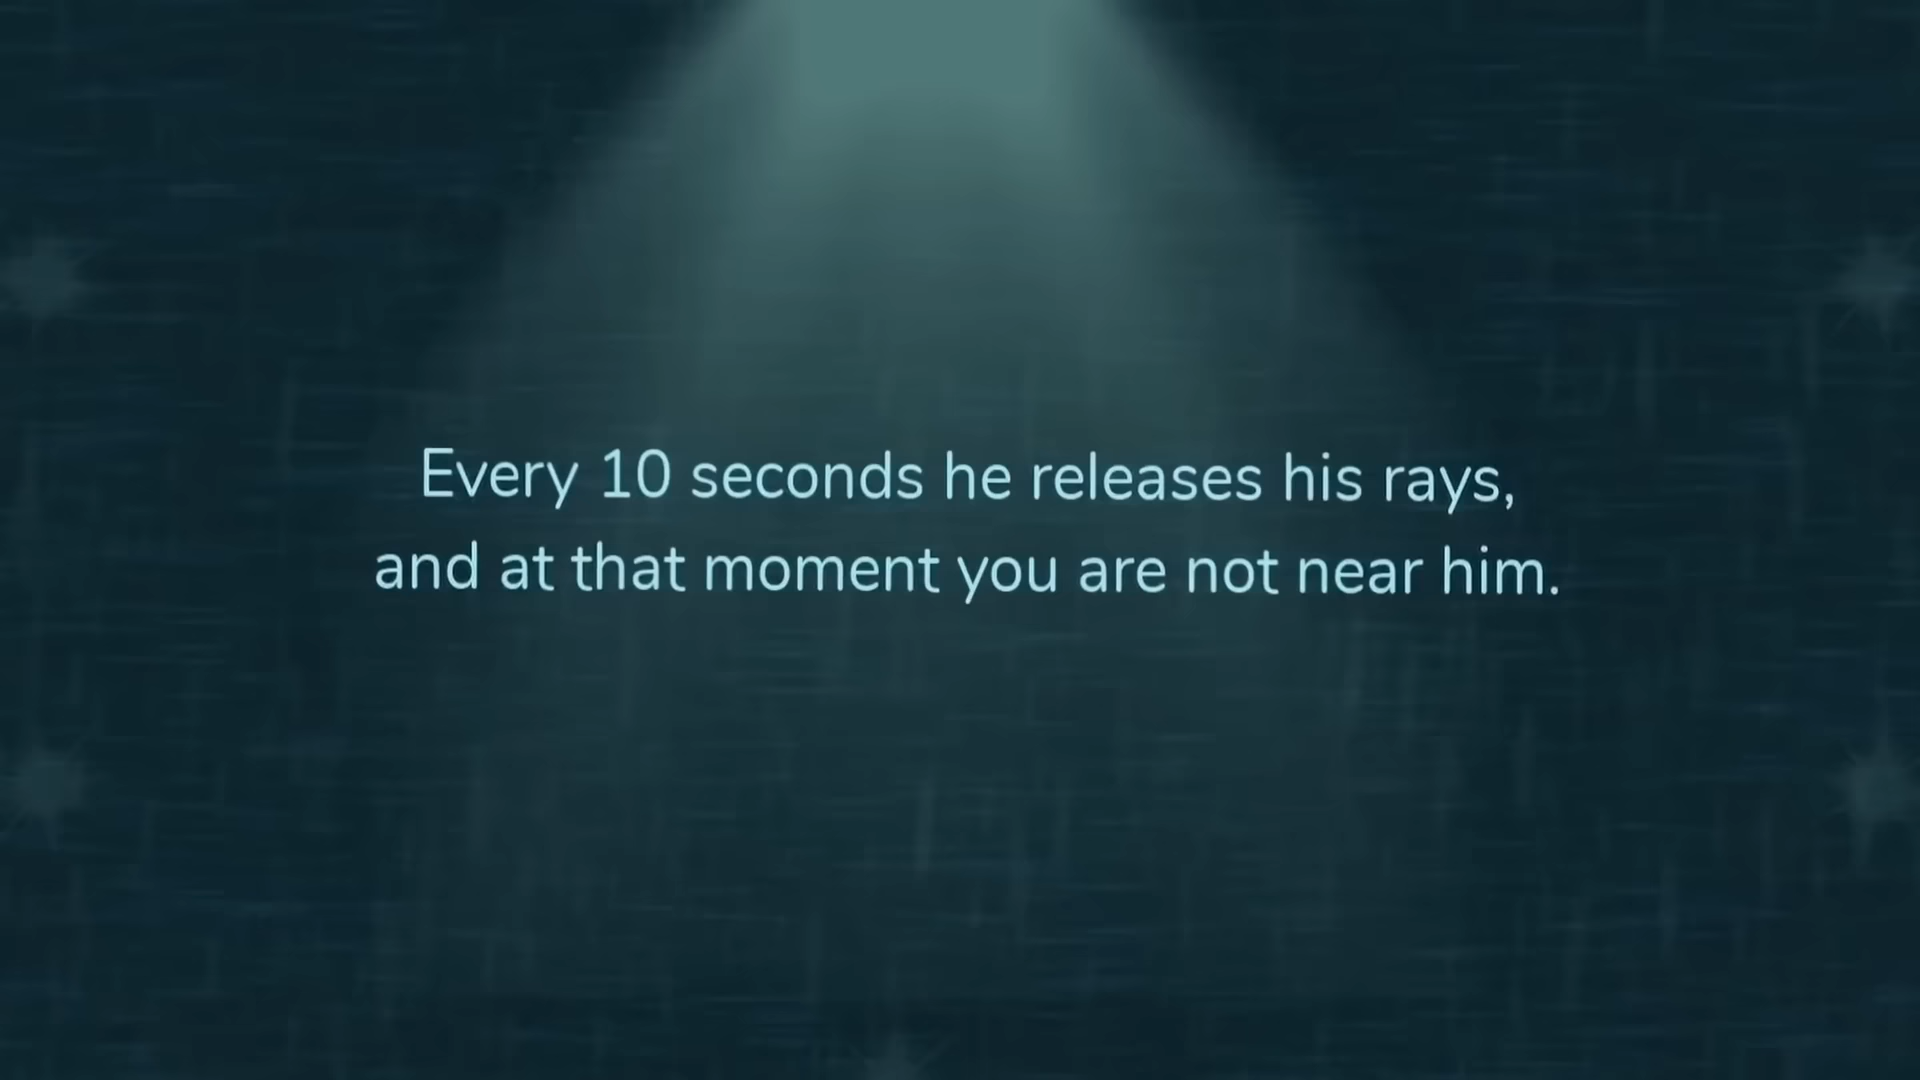 Every 10 seconds he releases his rays,
and at that moment you are not near him.